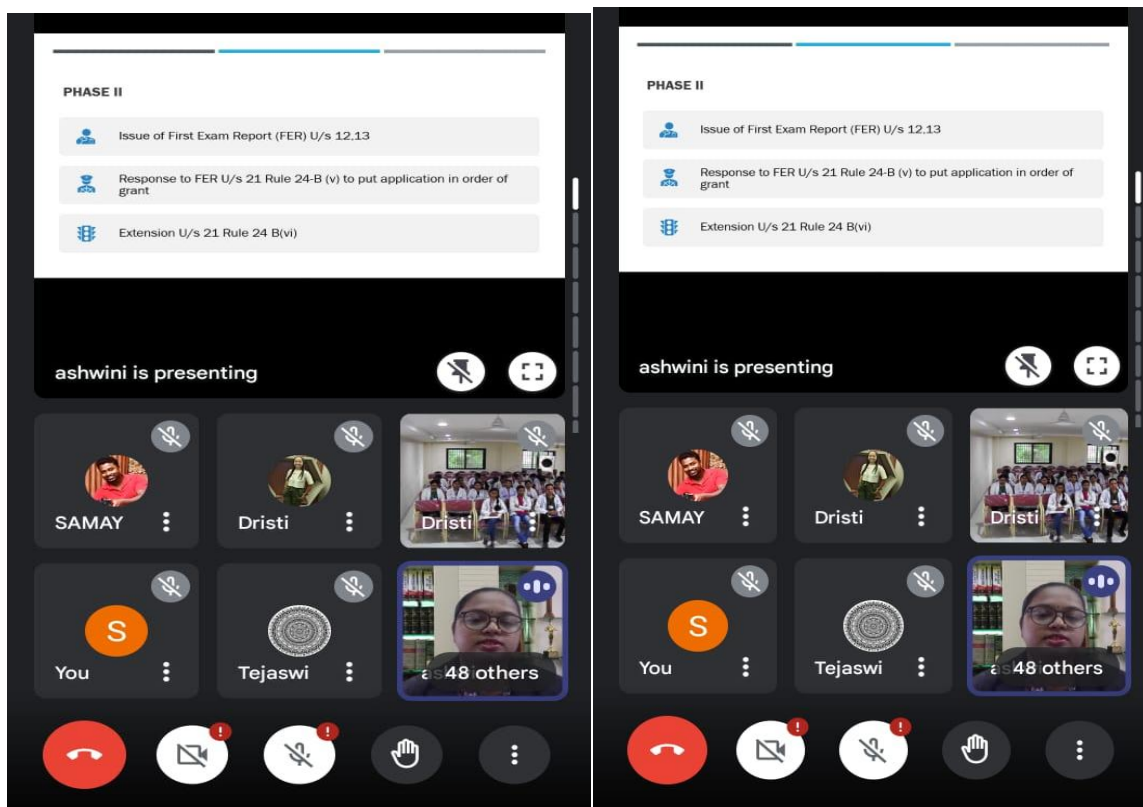 PHASE II
Issue of First Exam Report (FER) U/s 12,13
Response to FER U/s 21 Rule 24-B (v) to put application in order of
grant
Extension U/s 21 Rule 24 B(vi)
ashwini is presenting
SAMAY
Dristi
Dristi
S
You
Tejaswi
48 others
PHASE II
Issue of First Exam Report (FER) U/s 12,13
Response to FER U/s 21 Rule 24-B (v) to put application in order of
grant
Extension U/s 21 Rule 24 B(vi)
ashwini is presenting
SAMAY
Dristi
Dristi
S
You
Tejaswi
48 others